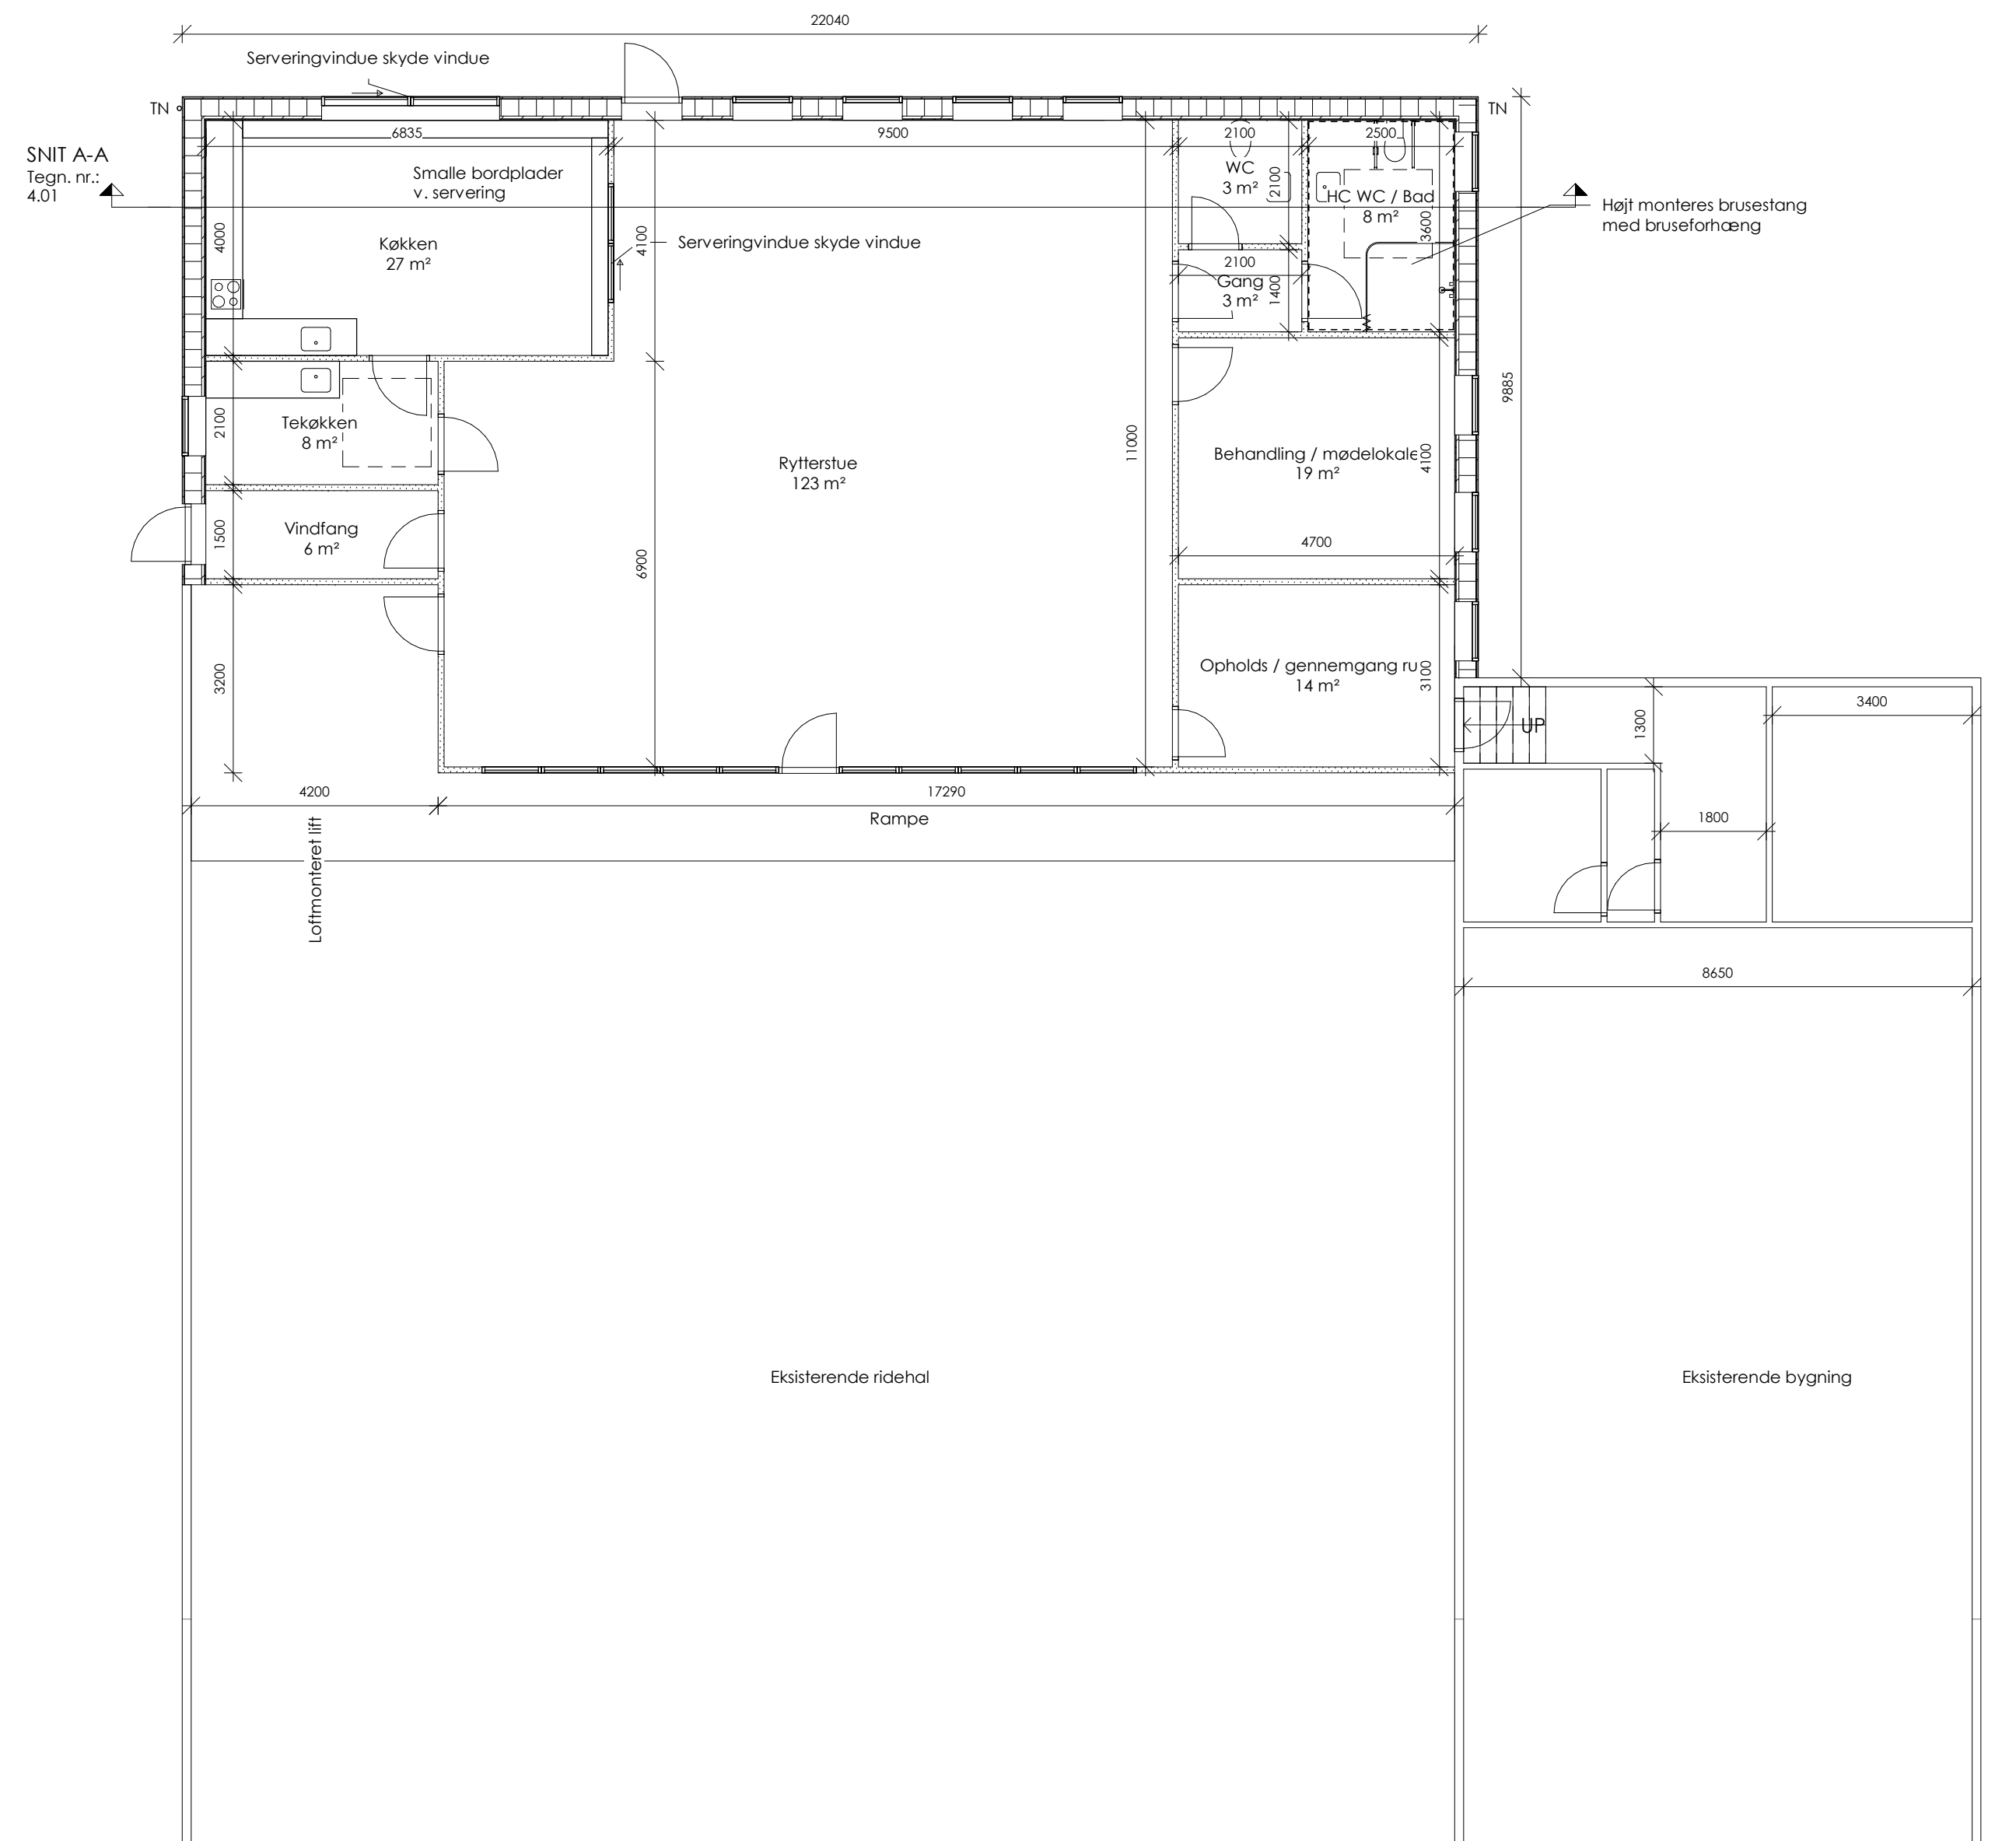 22040
Serveringvindue skyde vindue
TN
TN
6835
9500
2100
2500
SNIT A-A
Tegn. nr.:
4.01
Smalle bordplader
v. servering
WC
3 m²
2100
HC WC / Bad
8 m²
3600
Højt monteres brusestang
med bruseforhæng
4000
Køkken
27 m²
4100
Serveringvindue skyde vindue
2100
Gang
3 m²
1400
9885
2100
Tekøkken
8 m²
11000
Rytterstue
123 m²
Behandling / mødelokale
19 m²
4100
1500
Vindfang
6 m²
6900
4700
3200
Opholds / gennemgang ru
14 m²
3100
UP
1300
3400
4200
17290
Rampe
1800
Loftmonteret lift
8650
Eksisterende ridehal
Eksisterende bygning